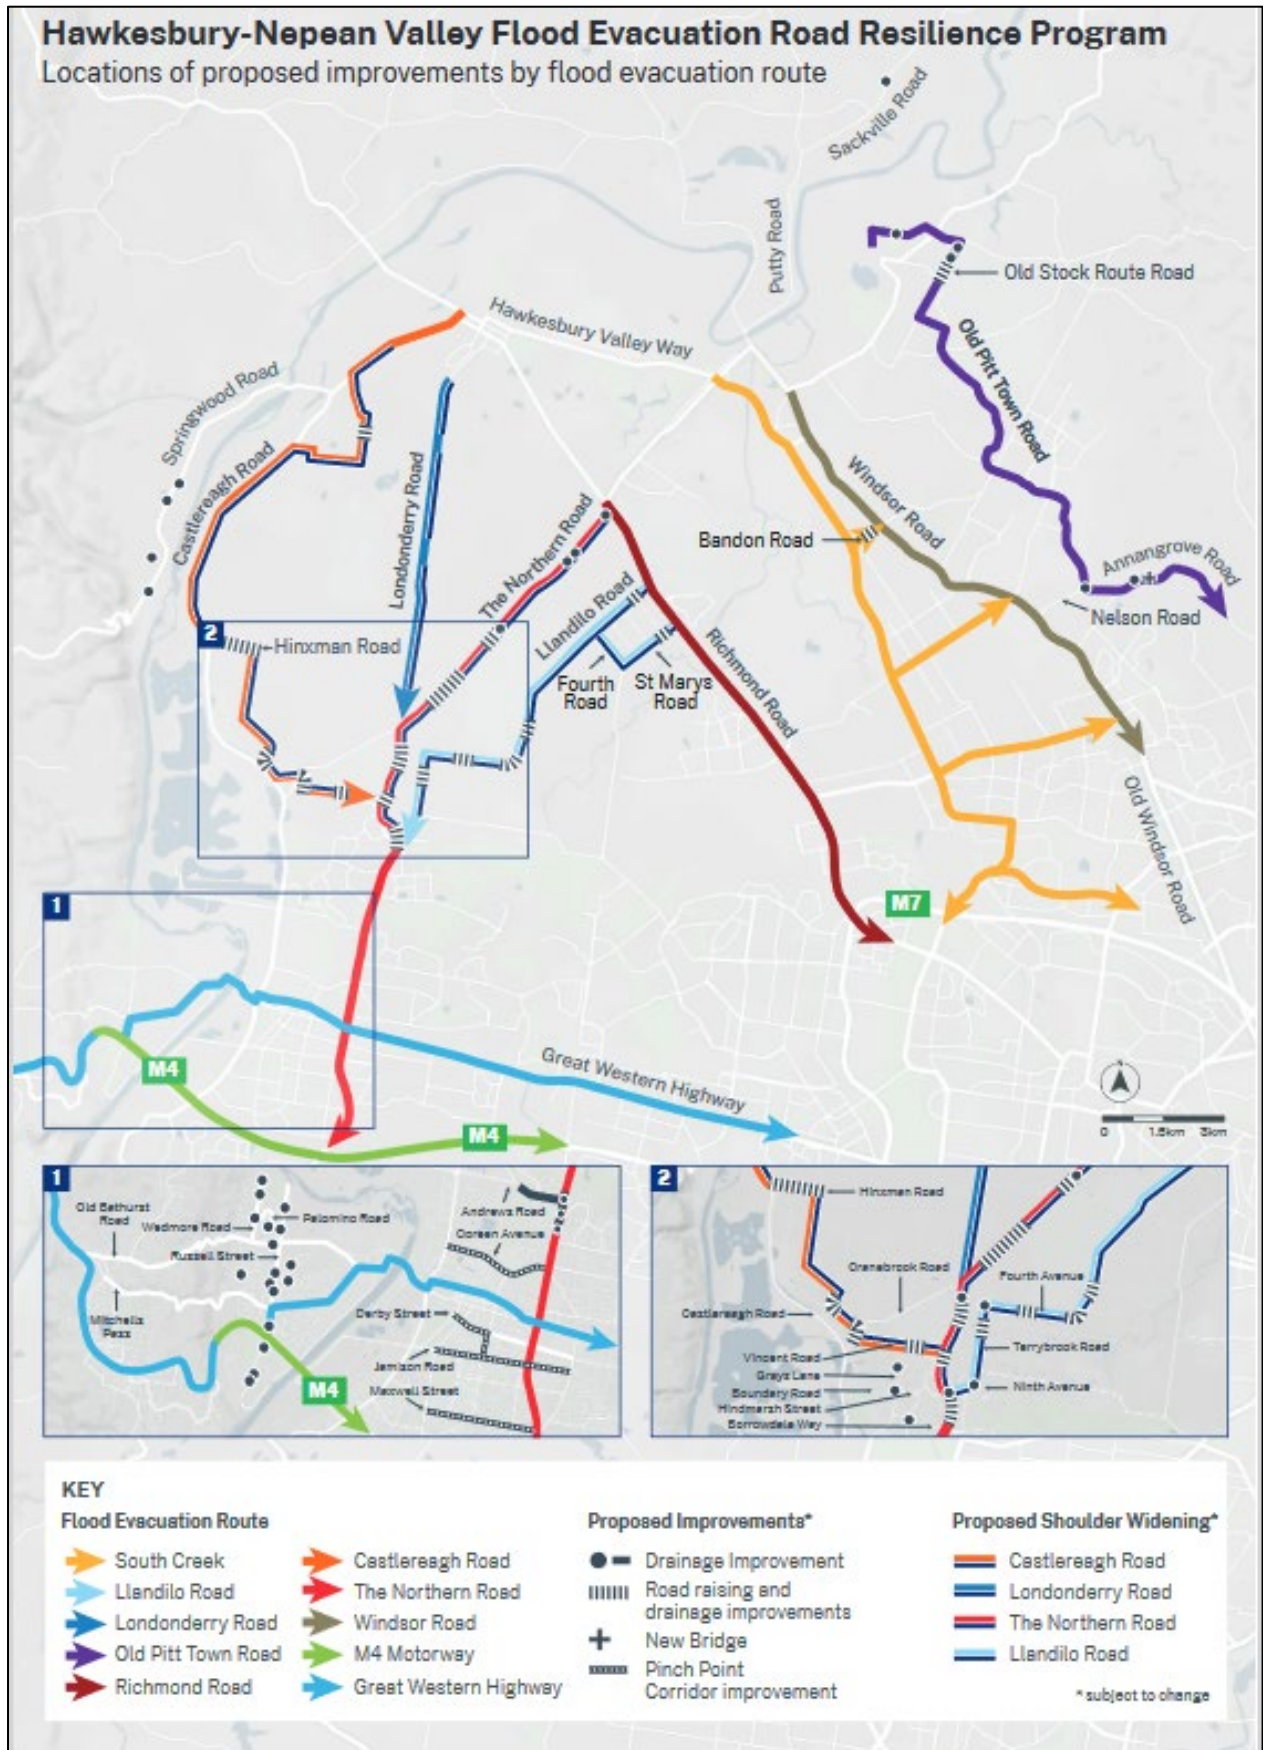 Hawkesbury-Nepean Valley Flood Evacuation Road Resilience Program
Locations of proposed improvements by flood evacuation route
Sackville Road
Putty Road
Old Stock Route Road
Hawkesbury Valley Way
Old Pitt Town Road
Springwood Road
Castlereagh Road
Londonderry Road
Windsor Road
The Northern Road
Bandon Road
Annangrove Road
Llandilo Road
Nelson Road
2
Hinxman Road
Richmond Road
Fourth
Road
St Marys
Road
Old Windsor Road
1
M7
M4
Great Western Highway
M4
0 1.5km 3km
1
Old Bathurst
Road
Wedmore Road
Palomino Road
Russell Street
Mitchells
Pass
Andrews Road
Coreen Avenue
Derby Street
Jamison Road
Maxwell Street
M4
2
Hinxman Road
Cranebrook Road
Fourth Avenue
Castlereagh Road
Terrybrook Road
Vincent Road
Grays Lane
Boundary Road
Ninth Avenue
Hindmarsh Street
Borrowdale Way
KEY
Flood Evacuation Route
South Creek
Llandilo Road
Londonderry Road
Old Pitt Town Road
Richmond Road
Castlereagh Road
The Northern Road
Windsor Road
M4 Motorway
Great Western Highway
Proposed Improvements*
Drainage Improvement
Road raising and
drainage improvements
New Bridge
Pinch Point
Corridor improvement
Proposed Shoulder Widening*
Castlereagh Road
Londonderry Road
The Northern Road
Llandilo Road
* subject to change